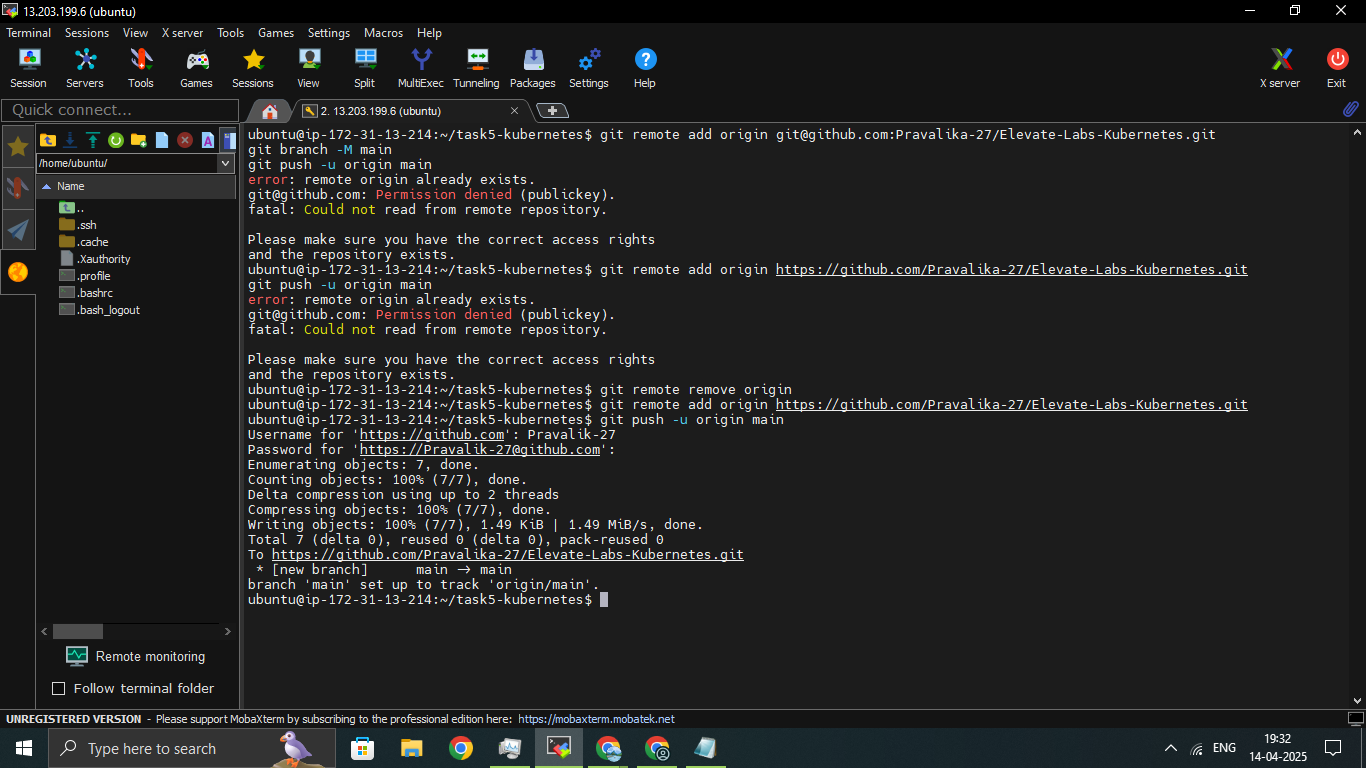 13.203.199.6 (ubuntu)
Terminal Sessions View X server Tools Games Settings Macros Help
Session Servers Tools Games Sessions View Split MultiExec Tunneling Packages Settings Help X server Exit
Quick connect...
2. 13.203.199.6 (ubuntu)
/home/ubuntu/
Name
..
.ssh
.cache
.Xauthority
.profile
.bashrc
.bash_logout
Remote monitoring
Follow terminal folder
ubuntu@ip-172-31-13-214:~/task5-kubernetes$ git remote add origin git@github.com:Pravalika-27/Elevate-Labs-Kubernetes.git
git branch -M main
git push -u origin main
error: remote origin already exists.
git@github.com: Permission denied (publickey).
fatal: Could not read from remote repository.
Please make sure you have the correct access rights
and the repository exists.
ubuntu@ip-172-31-13-214:~/task5-kubernetes$ git remote add origin https://github.com/Pravalika-27/Elevate-Labs-Kubernetes.git
git push -u origin main
error: remote origin already exists.
git@github.com: Permission denied (publickey).
fatal: Could not read from remote repository.
Please make sure you have the correct access rights
and the repository exists.
ubuntu@ip-172-31-13-214:~/task5-kubernetes$ git remote remove origin
ubuntu@ip-172-31-13-214:~/task5-kubernetes$ git remote add origin https://github.com/Pravalika-27/Elevate-Labs-Kubernetes.git
ubuntu@ip-172-31-13-214:~/task5-kubernetes$ git push -u origin main
Username for 'https://github.com': Pravalik-27
Password for 'https://Pravalik-27@github.com':
Enumerating objects: 7, done.
Counting objects: 100% (7/7), done.
Delta compression using up to 2 threads
Compressing objects: 100% (7/7), done.
Writing objects: 100% (7/7), 1.49 KiB | 1.49 MiB/s, done.
Total 7 (delta 0), reused 0 (delta 0), pack-reused 0
To https://github.com/Pravalika-27/Elevate-Labs-Kubernetes.git
* [new branch] main -> main
branch 'main' set up to track 'origin/main'.
ubuntu@ip-172-31-13-214:~/task5-kubernetes$
UNREGISTERED VERSION - Please support MobaXterm by subscribing to the professional edition here: https://mobaxterm.mobatek.net
Type here to search
ENG
19:32
14-04-2025